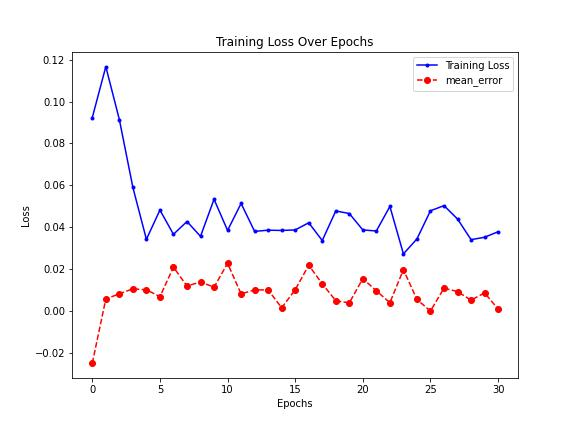 Training Loss Over Epochs
Training Loss
mean_error
0.12
0.10
0.08
0.06
0.04
0.02
0.00
−0.02
Loss
0 5 10 15 20 25 30
Epochs